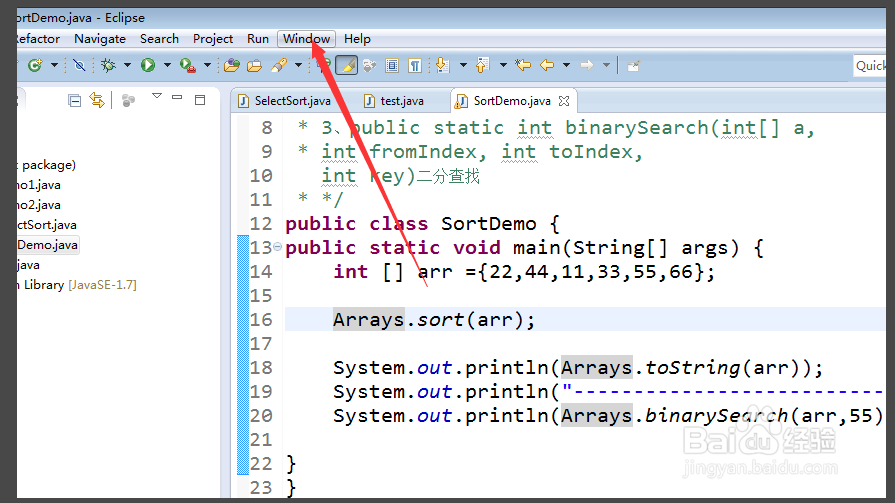 ortDemo.java - Eclipse
efactor Navigate Search Project Run Window Help
Quick
SelectSort.java test.java SortDemo.java
t package)
no1.java
no2.java
ctSort.java
Demo.java
java
n Library [JavaSE-1.7]
8 * 3、public static int binarySearch(int[] a,
9 * int fromIndex, int toIndex,
10 int key)二分查找
11 * */
12 public class SortDemo {
13 public static void main(String[] args) {
14 int [] arr ={22,44,11,33,55,66};
15
16 Arrays.sort(arr);
17
18 System.out.println(Arrays.toString(arr));
19 System.out.println("--------------------------
20 System.out.println(Arrays.binarySearch(arr,55)
21
22 }
23 }
Baidu 经验
jingyan.baidu.com